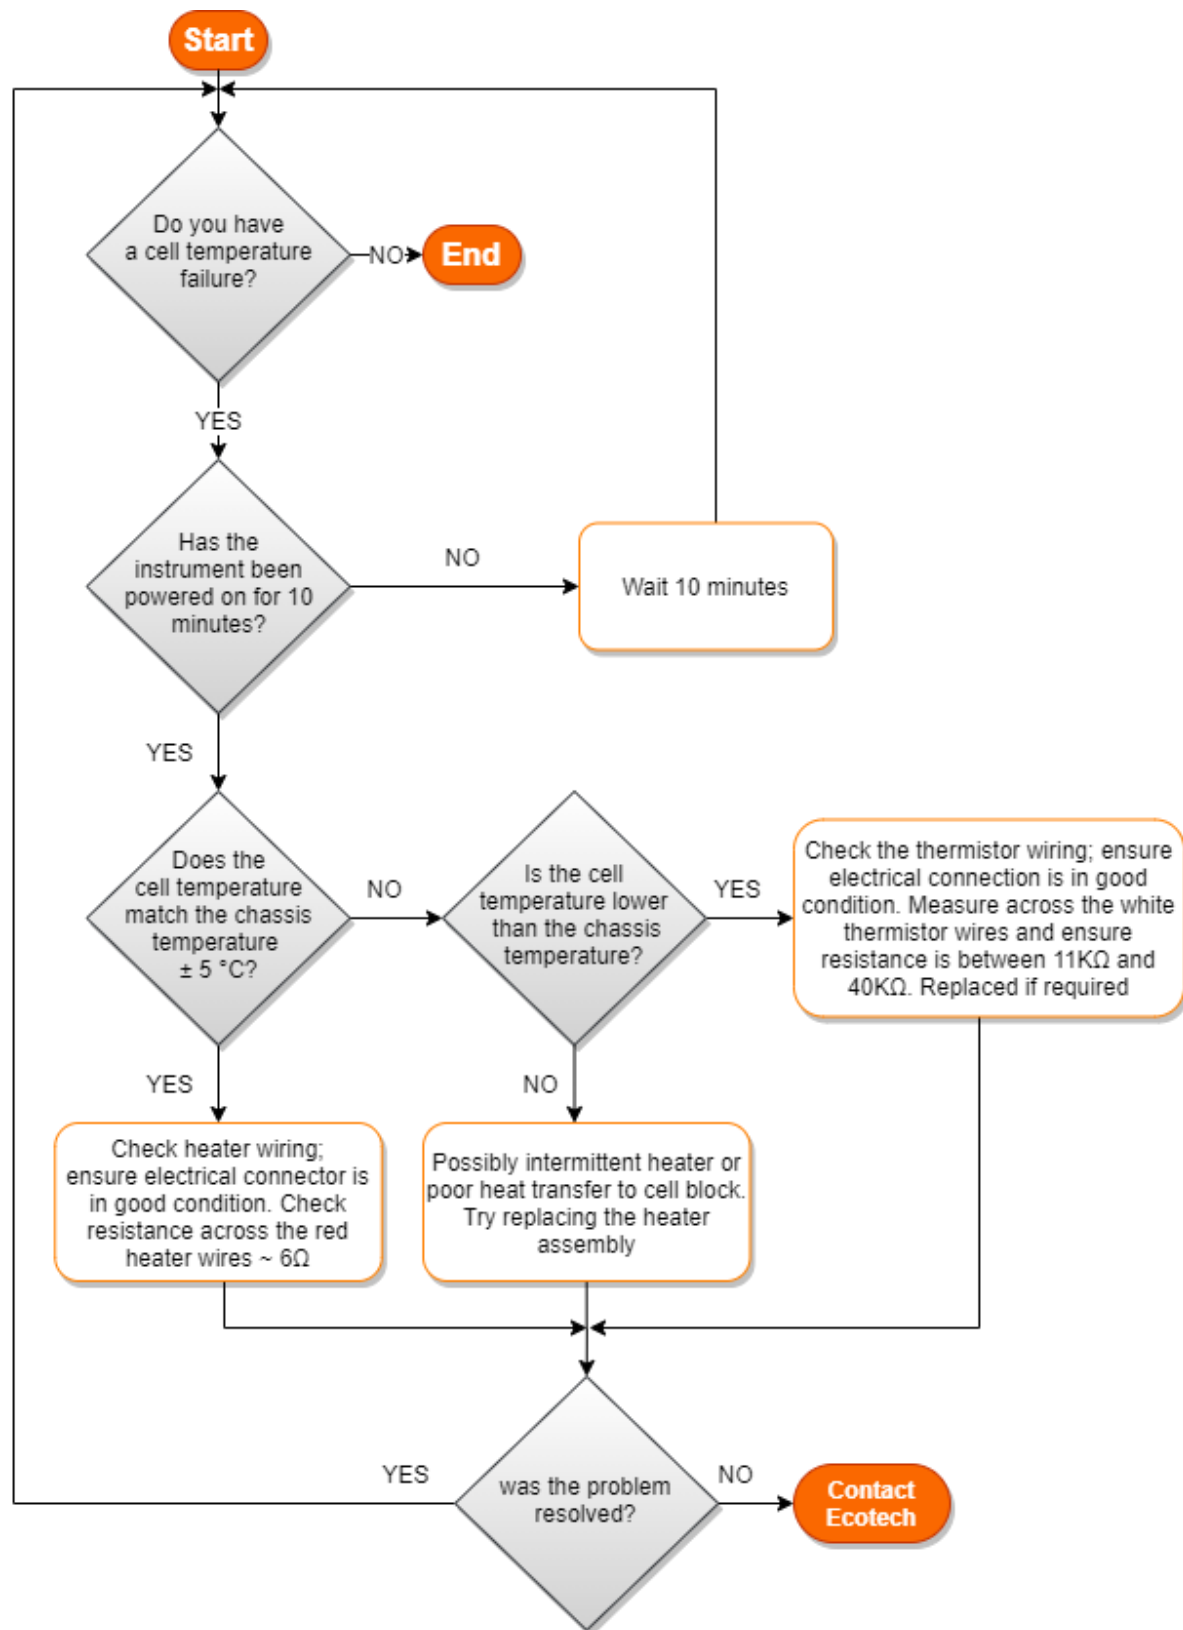 Start
Do you have
a cell temperature
failure?
NO
End
YES
Has the
instrument been
powered on for 10
minutes?
NO
Wait 10 minutes
YES
Does the
cell temperature
match the chassis
temperature
± 5 °C?
NO
Is the cell
temperature lower
than the chassis
temperature?
YES
Check the thermistor wiring; ensure
electrical connection is in good
condition. Measure across the white
thermistor wires and ensure
resistance is between 11KΩ and
40KΩ. Replaced if required
YES
NO
Check heater wiring;
ensure electrical connector is
in good condition. Check
resistance across the red
heater wires ~ 6Ω
Possibly intermittent heater or
poor heat transfer to cell block.
Try replacing the heater
assembly
YES
was the problem
resolved?
NO
Contact
Ecotech